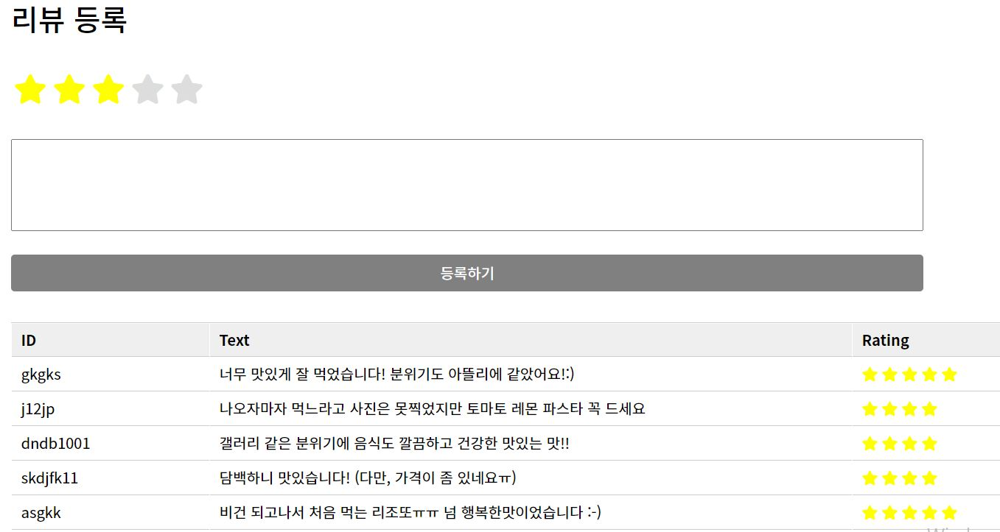 리뷰 등록
등록하기
ID Text Rating
gkgks 너무 맛있게 잘 먹었습니다! 분위기도 아뜰리에 같았어요!:)
j12jp 나오자마자 먹느라고 사진은 못찍었지만 토마토 레몬 파스타 꼭 드세요
dndb1001 갤러리 같은 분위기에 음식도 깔끔하고 건강한 맛있는 맛!!
skdjfk11 담백하니 맛있습니다! (다만, 가격이 좀 있네요ㅠ)
asgkk 비건 되고나서 처음 먹는 리조또ㅠㅠ 넘 행복한맛이었습니다 :-)